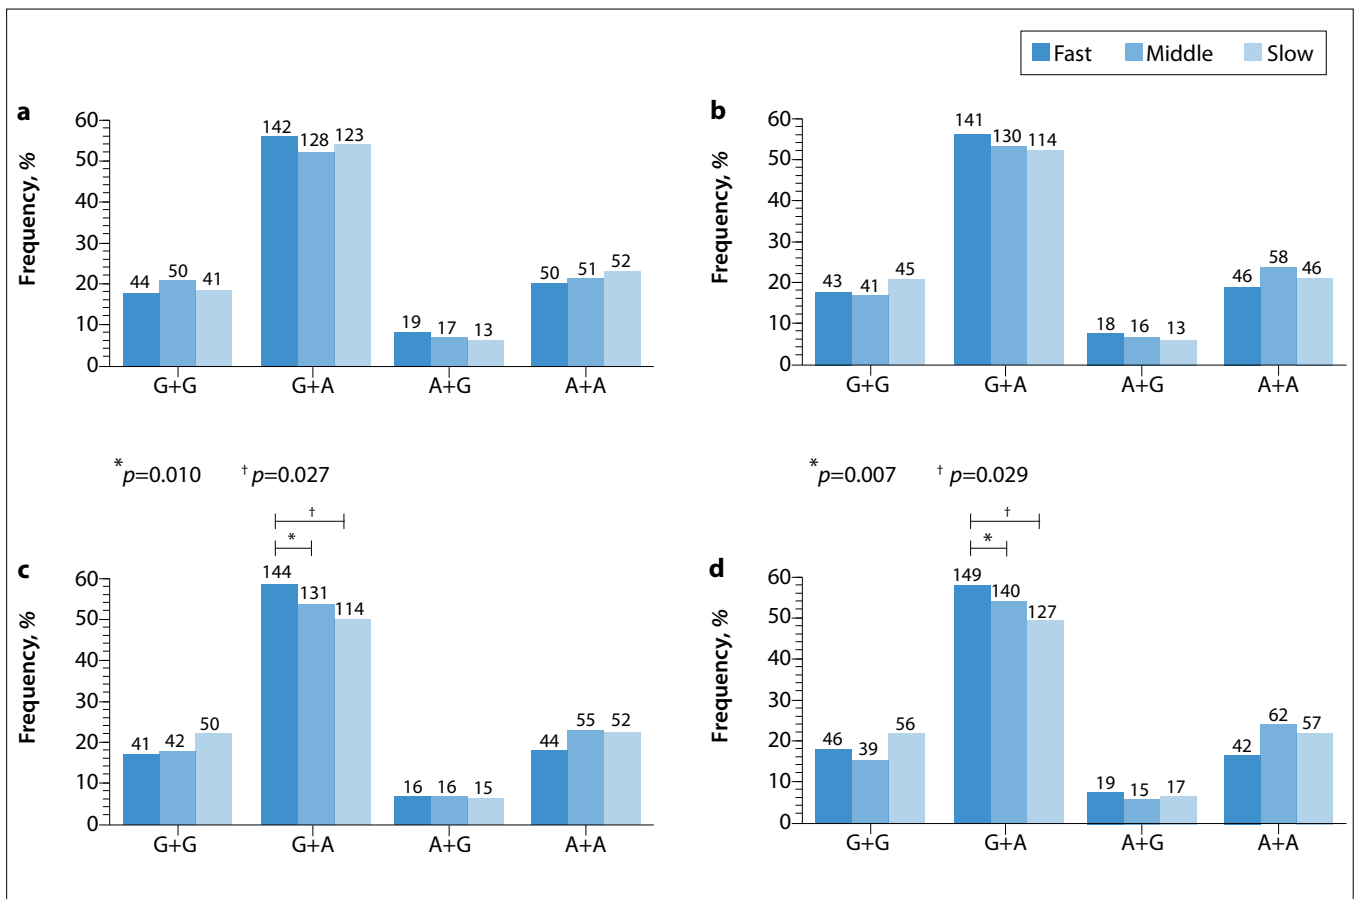 Fast Middle Slow
a
Frequency, %
60
50
40
30
20
10
0
44 50 41
142 128 123
19 17 13
50 51 52
G+G G+A A+G A+A
b
Frequency, %
60
50
40
30
20
10
0
43 41 45
141 130 114
18 16 13
46 58 46
G+G G+A A+G A+A
*p=0.010 †p=0.027
†
*
c
Frequency, %
60
50
40
30
20
10
0
41 42 50
144 131 114
16 16 15
44 55 52
G+G G+A A+G A+A
*p=0.007 †p=0.029
†
*
d
Frequency, %
60
50
40
30
20
10
0
46 39 56
149 140 127
19 15 17
42 62 57
G+G G+A A+G A+A